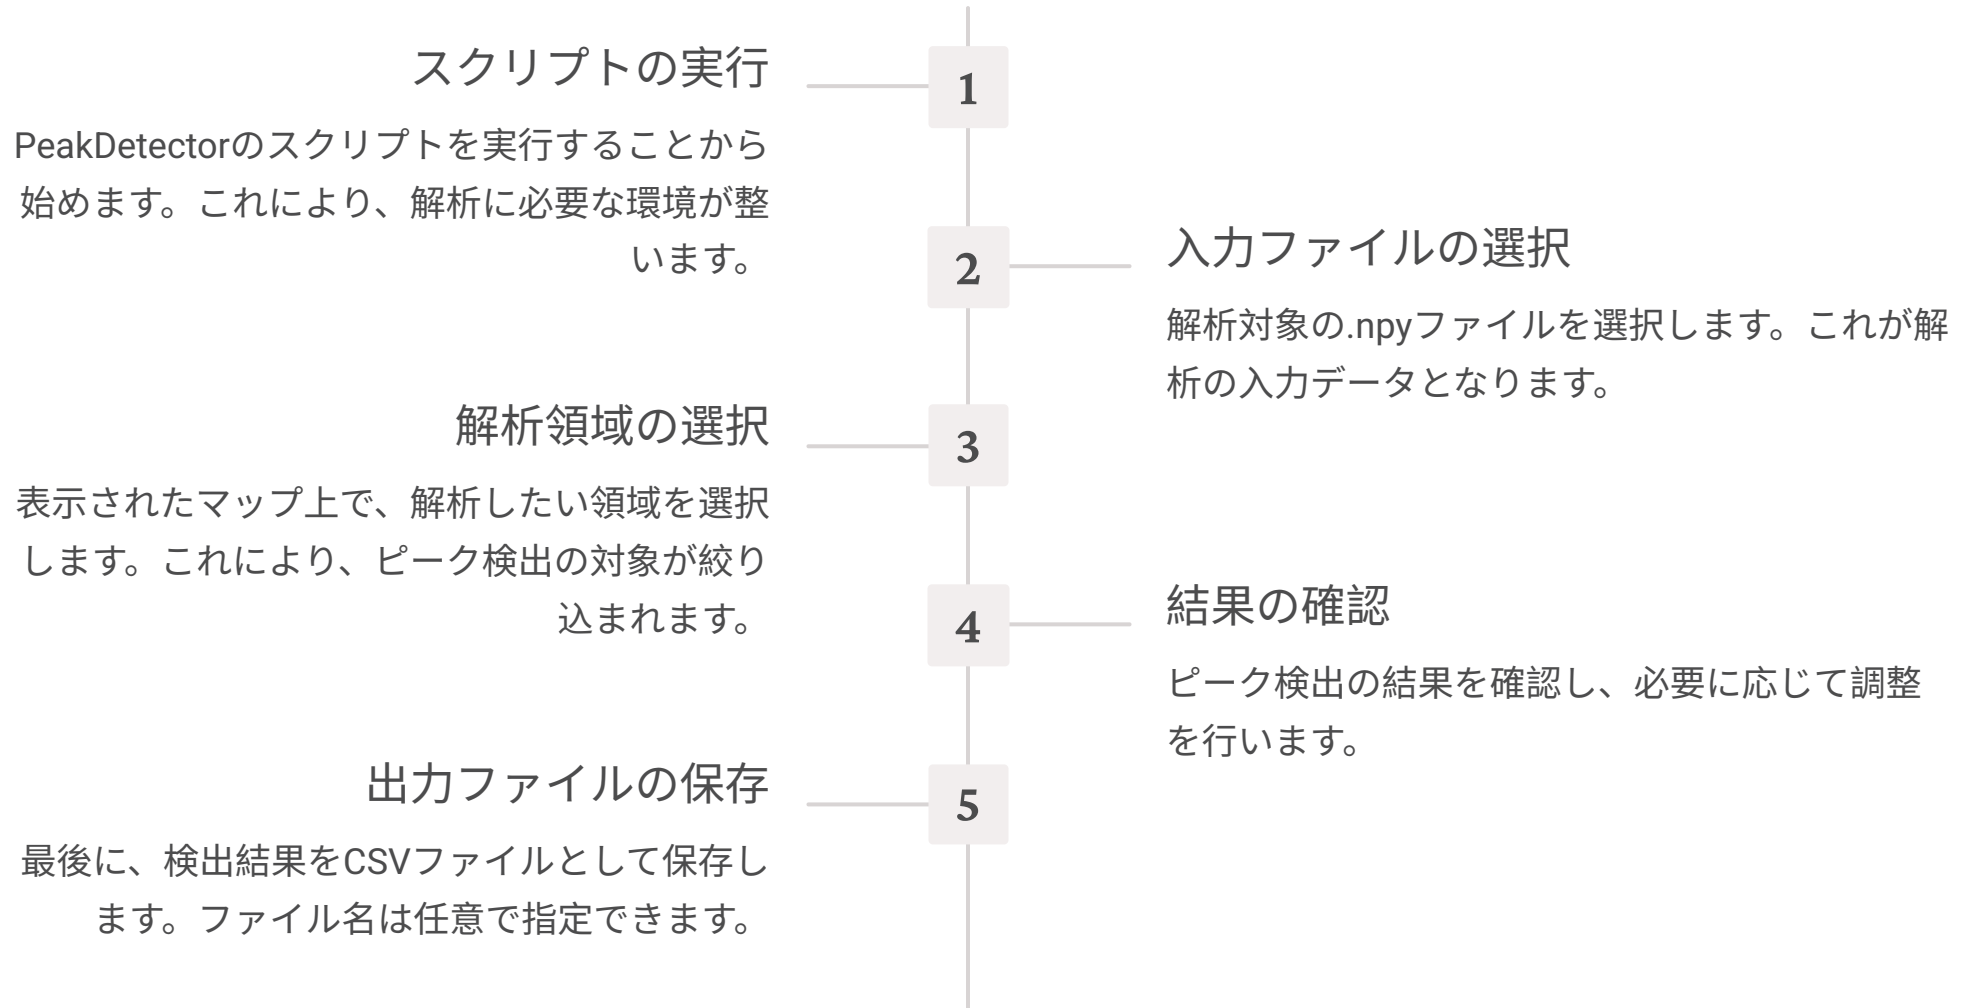 スクリプトの実行
1
PeakDetectorのスクリプトを実行することから
始めます。これにより、解析に必要な環境が整
います。
2
入力ファイルの選択
解析対象の.npyファイルを選択します。これが解
析の入力データとなります。
解析領域の選択
3
表示されたマップ上で、解析したい領域を選択
します。これにより、ピーク検出の対象が絞り
込まれます。
4
結果の確認
ピーク検出の結果を確認し、必要に応じて調整
を行います。
出力ファイルの保存
5
最後に、検出結果をCSVファイルとして保存し
ます。ファイル名は任意で指定できます。